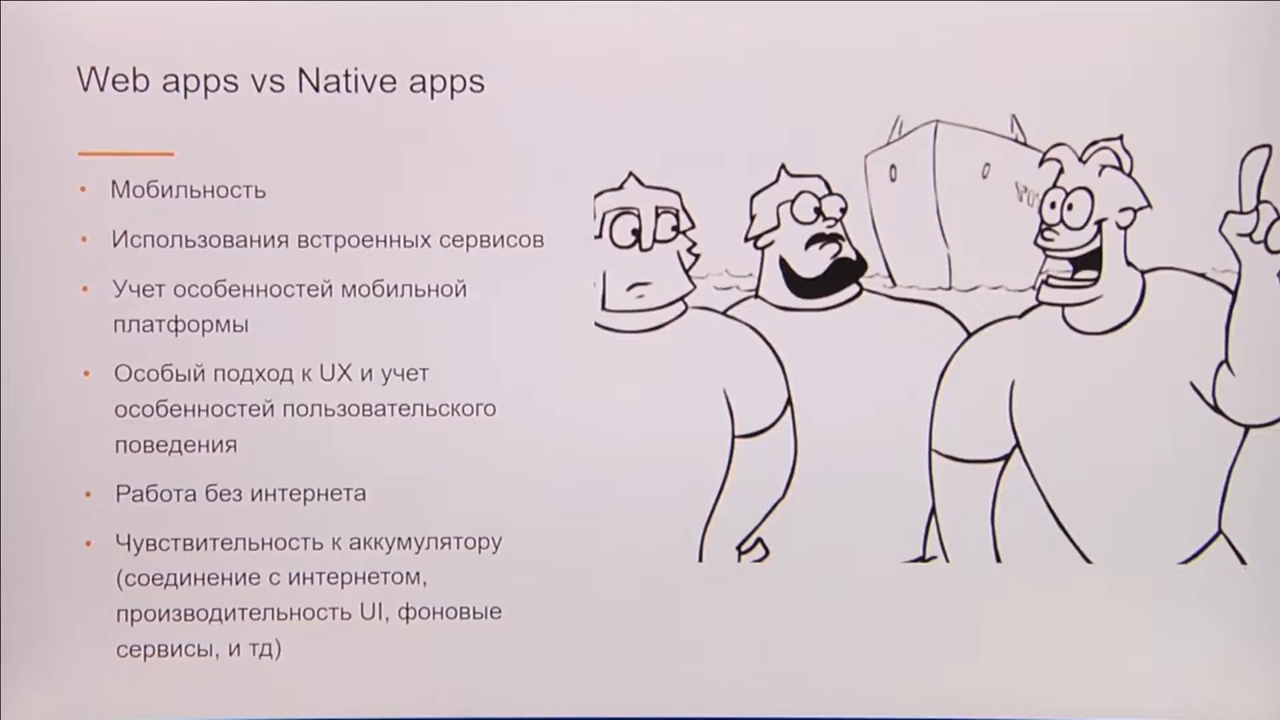 Web apps vs Native apps
• Мобильность
• Использования встроенных сервисов
• Учет особенностей мобильной
платформы
• Особый подход к UX и учет
особенностей пользовательского
поведения
• Работа без интернета
• Чувствительность к аккумулятору
(соединение с интернетом,
производительность UI, фоновые
сервисы, и тд)